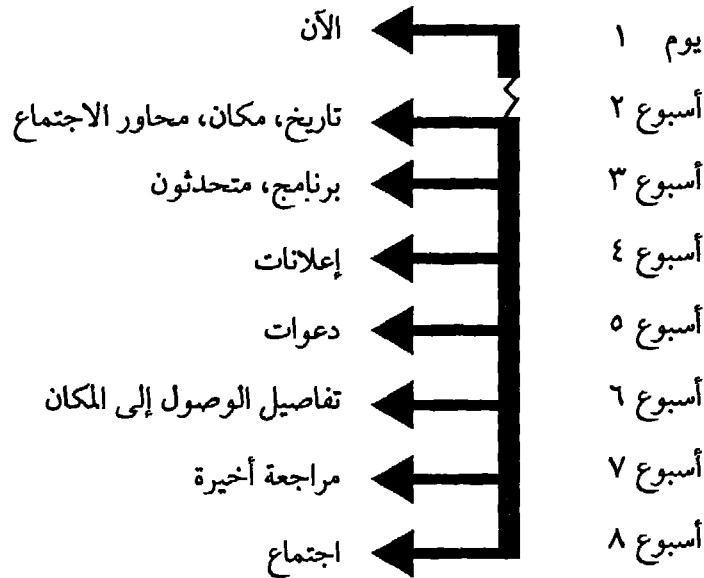 يوم ١ الآن
أسبوع ٢ تاريخ، مكان، محاور الاجتماع
أسبوع ٣ برنامج، متحدثون
أسبوع ٤ إعلانات
أسبوع ٥ دعوات
أسبوع ٦ تفاصيل الوصول إلى المكان
أسبوع ٧ مراجعة أخيرة
أسبوع ٨ اجتماع